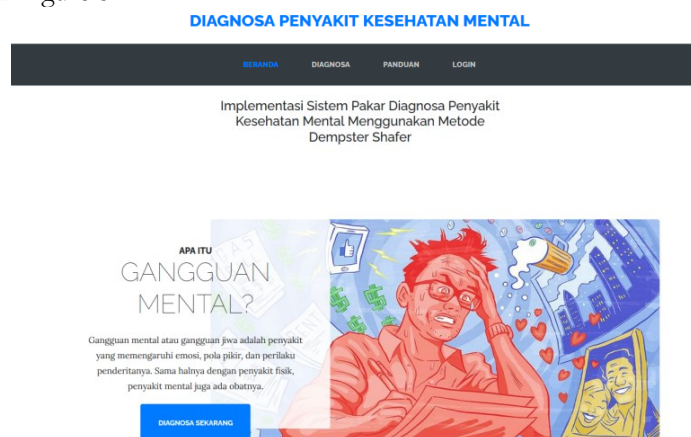 DIAGNOSA PENYAKIT KESEHATAN MENTAL
BERANDA DIAGNOSA PANDUAN LOGIN
Implementasi Sistem Pakar Diagnosa Penyakit
Kesehatan Mental Menggunakan Metode
Dempster Shafer
APA ITU
GANGGUAN
MENTAL?
Gangguan mental atau gangguan jiwa adalah penyakit
yang memengaruhi emosi, pola pikir, dan perilaku
penderitanya. Sama halnya dengan penyakit fisik,
penyakit mental juga ada obatnya.
DIAGNOSA SEKARANG